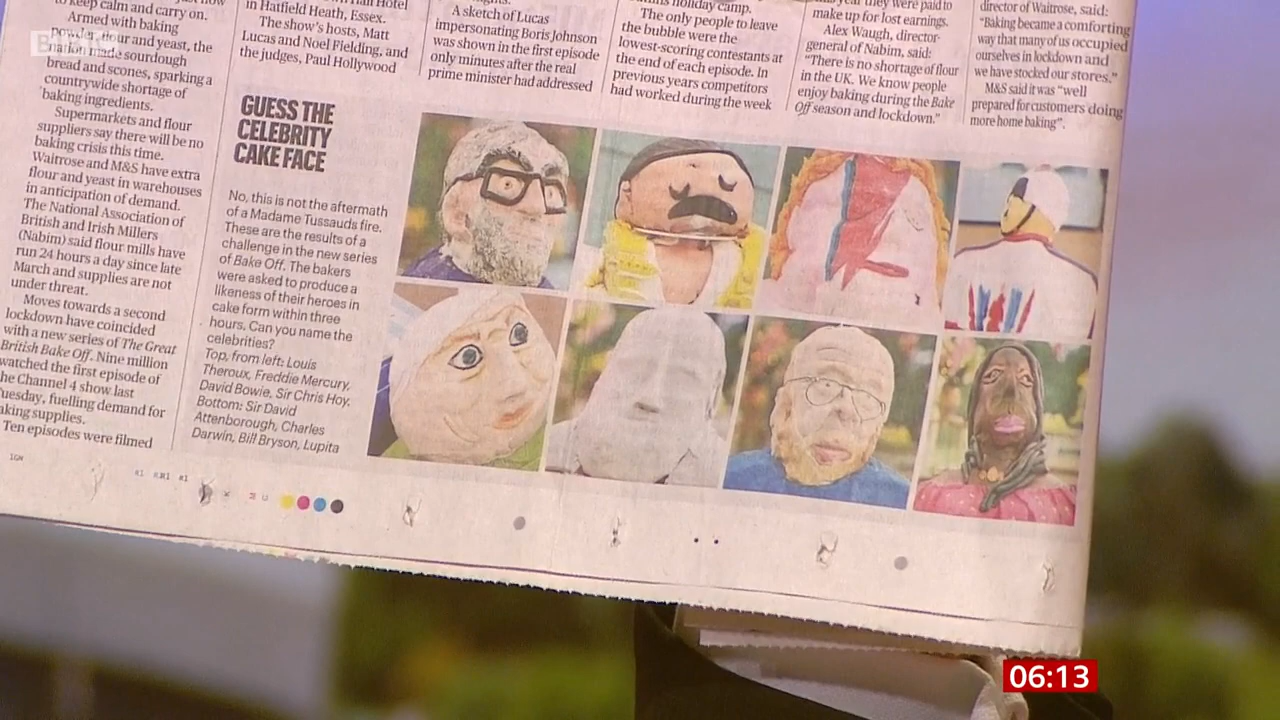 to keep calm and carry on.
Armed with baking
powder, flour and yeast, the
nation made sourdough
bread and scones, sparking a
countrywide shortage of
baking ingredients.
Supermarkets and flour
suppliers say there will be no
baking crisis this time.
Waitrose and M&S have extra
flour and yeast in warehouses
in anticipation of demand.
The National Association of
British and Irish Millers
(Nabim) said flour mills have
run 24 hours a day since late
March and supplies are not
under threat.
Moves towards a second
lockdown have coincided
with a new series of The Great
British Bake Off. Nine million
watched the first episode of
the Channel 4 show last
Tuesday, fuelling demand for
baking supplies.
Ten episodes were filmed
Hotel
in Hatfield Heath, Essex.
The show's hosts, Matt
Lucas and Noel Fielding, and
the judges, Paul Hollywood
A sketch of Lucas
impersonating Boris Johnson
was shown in the first episode
only minutes after the real
prime minister had addressed
holiday camp.
The only people to leave
the bubble were the
lowest-scoring contestants at
the end of each episode. In
previous years competitors
had worked during the week
year they were paid to
make up for lost earnings.
Alex Waugh, director-
general of Nabim, said:
"There is no shortage of flour
in the UK. We know people
enjoy baking during the Bake
Off season and lockdown."
director of Waitrose, said:
"Baking became a comforting
way that many of us occupied
ourselves in lockdown and
we have stocked our stores."
M&S said it was "well
prepared for customers doing
more home baking".
GUESS THE
CELEBRITY
CAKE FACE
No, this is not the aftermath
of a Madame Tussauds fire.
These are the results of a
challenge in the new series
of Bake Off. The bakers
were asked to produce a
likeness of their heroes in
cake form within three
hours. Can you name the
celebrities?
Top, from left: Louis
Theroux, Freddie Mercury,
David Bowie, Sir Chris Hoy.
Bottom: Sir David
Attenborough, Charles
Darwin, Bill Bryson, Lupita
06:13